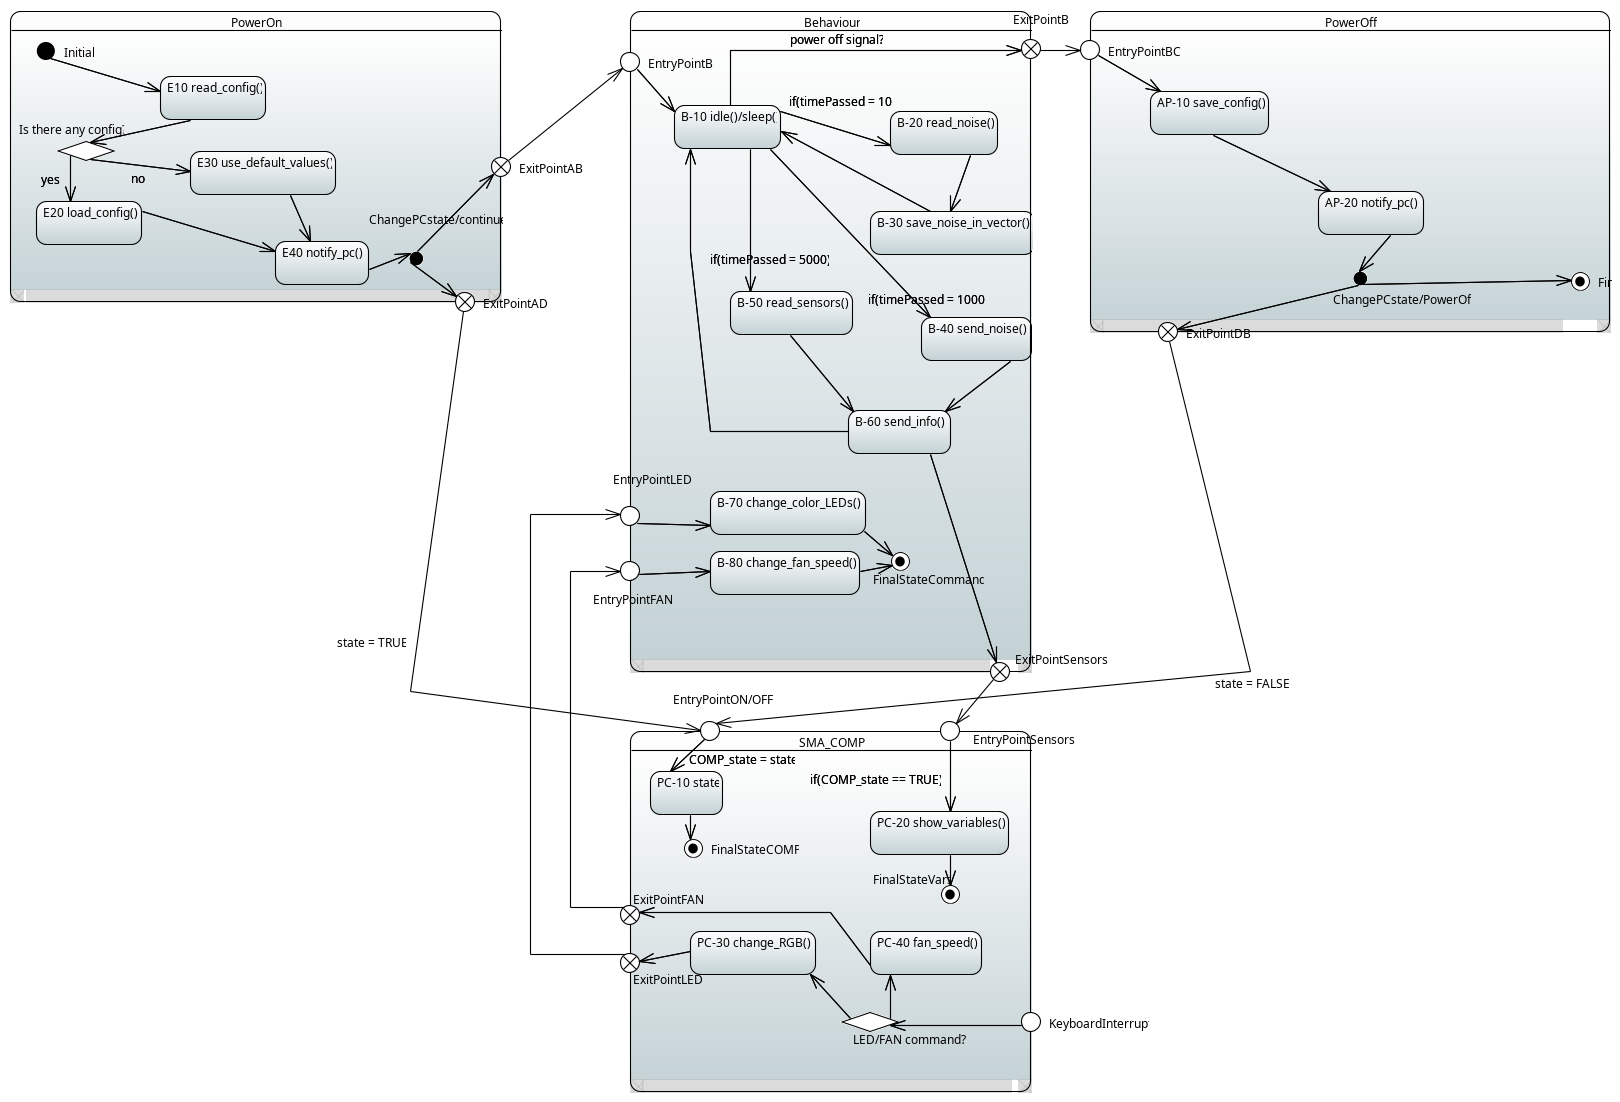 PowerOn
Initial
E10 read_config()
Is there any config
yes
no
E30 use_default_values()
E20 load_config()
E40 notify_pc()
ChangePCstate/continue
ExitPointAB
ExitPointAD
Behaviour
ExitPointB
power off signal?
EntryPointB
B-10 idle()/sleep(
if(timePassed = 10
B-20 read_noise()
B-30 save_noise_in_vector()
if(timePassed = 5000)
B-50 read_sensors()
if(timePassed = 1000
B-40 send_noise()
B-60 send_info()
EntryPointLED
B-70 change_color_LEDs()
B-80 change_fan_speed()
FinalStateCommand
EntryPointFAN
ExitPointSensors
PowerOff
EntryPointBC
AP-10 save_config()
AP-20 notify_pc()
ChangePCstate/PowerOf
Fir
ExitPointDB
state = TRUE
state = FALSE
EntryPointON/OFF
EntryPointSensors
SMA_COMP
COMP_state = state
PC-10 state
if(COMP_state == TRUE)
PC-20 show_variables()
FinalStateCOMP
FinalStateVars
ExitPointFAN
PC-30 change_RGB()
PC-40 fan_speed()
ExitPointLED
KeyboardInterrup
LED/FAN command?